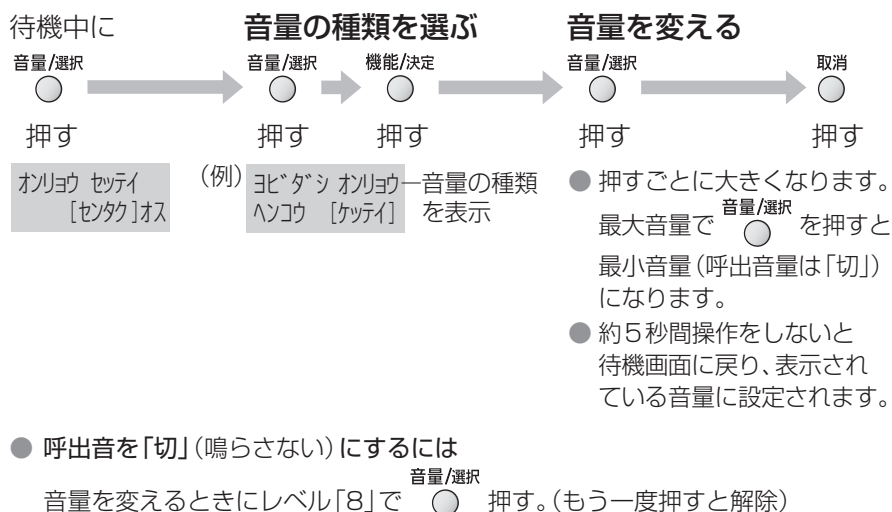 待機中に
音量/選択
押す
オンリョウ セッテイ
[センタク]オス
音量の種類を選ぶ
音量/選択 機能/決定
押す 押す
(例) ヨビダシ オンリョウ 音量の種類
ヘンコウ [ケッテイ] を表示
音量を変える
音量/選択 取消
押す 押す
● 押すごとに大きくなります。
最大音量で 音量/選択 を押すと
最小音量(呼出音量は「切」)
になります。
● 約5秒間操作をしないと
待機画面に戻り、表示され
ている音量に設定されます。
● 呼出音を「切」(鳴らさない)にするには
音量を変えるときにレベル「8」で 音量/選択 押す。(もう一度押すと解除)